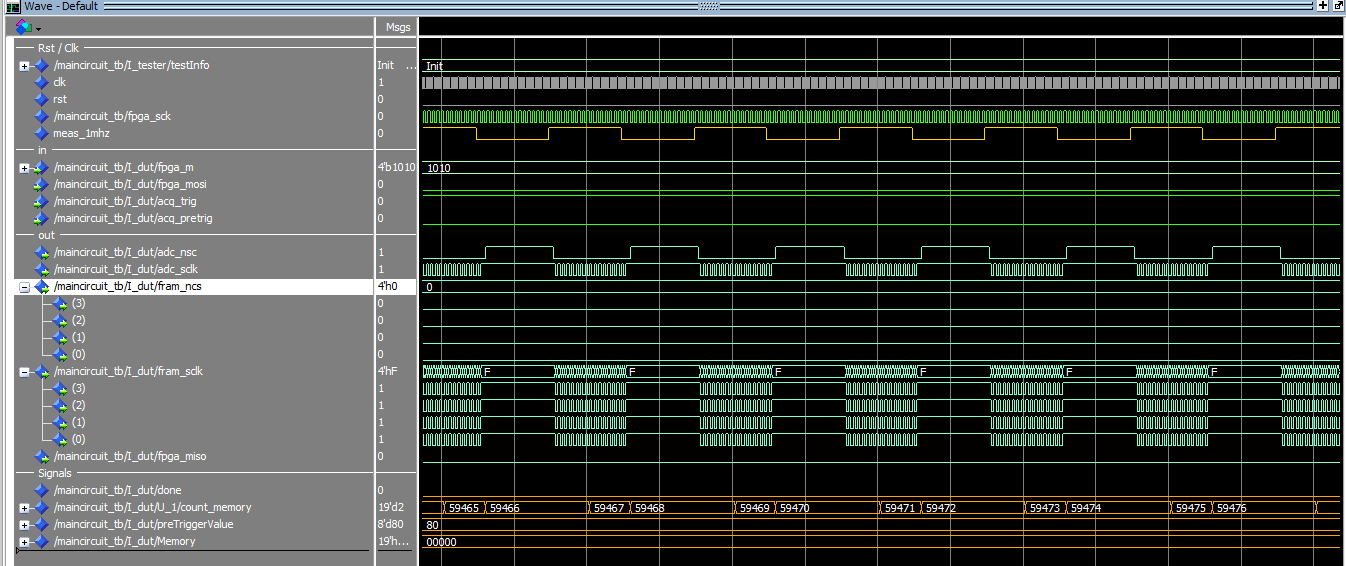 Wave - Default
Msgs
Rst / Clk
/maincircuit_tb/I_tester/testInfo Init ... Init
clk 1
rst 0
/maincircuit_tb/fpga_sck 0
meas_1mhz 0
in
/maincircuit_tb/I_dut/fpga_m 4'b1010 1010
/maincircuit_tb/I_dut/fpga_mosi 0
/maincircuit_tb/I_dut/acq_trig 0
/maincircuit_tb/I_dut/acq_pretrig 0
out
/maincircuit_tb/I_dut/adc_nsc 1
/maincircuit_tb/I_dut/adc_sclk 1
/maincircuit_tb/I_dut/fram_ncs 4'h0 0
(3) 0
(2) 0
(1) 0
(0) 0
/maincircuit_tb/I_dut/fram_sclk 4'hF F F F F F F
(3) 1
(2) 1
(1) 1
(0) 1
/maincircuit_tb/I_dut/fpga_miso 0
Signals
/maincircuit_tb/I_dut/done 0
/maincircuit_tb/I_dut/U_1/count_memory 19'd2 59465 59466 59467 59468 59469 59470 59471 59472 59473 59474 59475 59476
/maincircuit_tb/I_dut/preTriggerValue 8'd80 80
/maincircuit_tb/I_dut/Memory 19'h... 00000